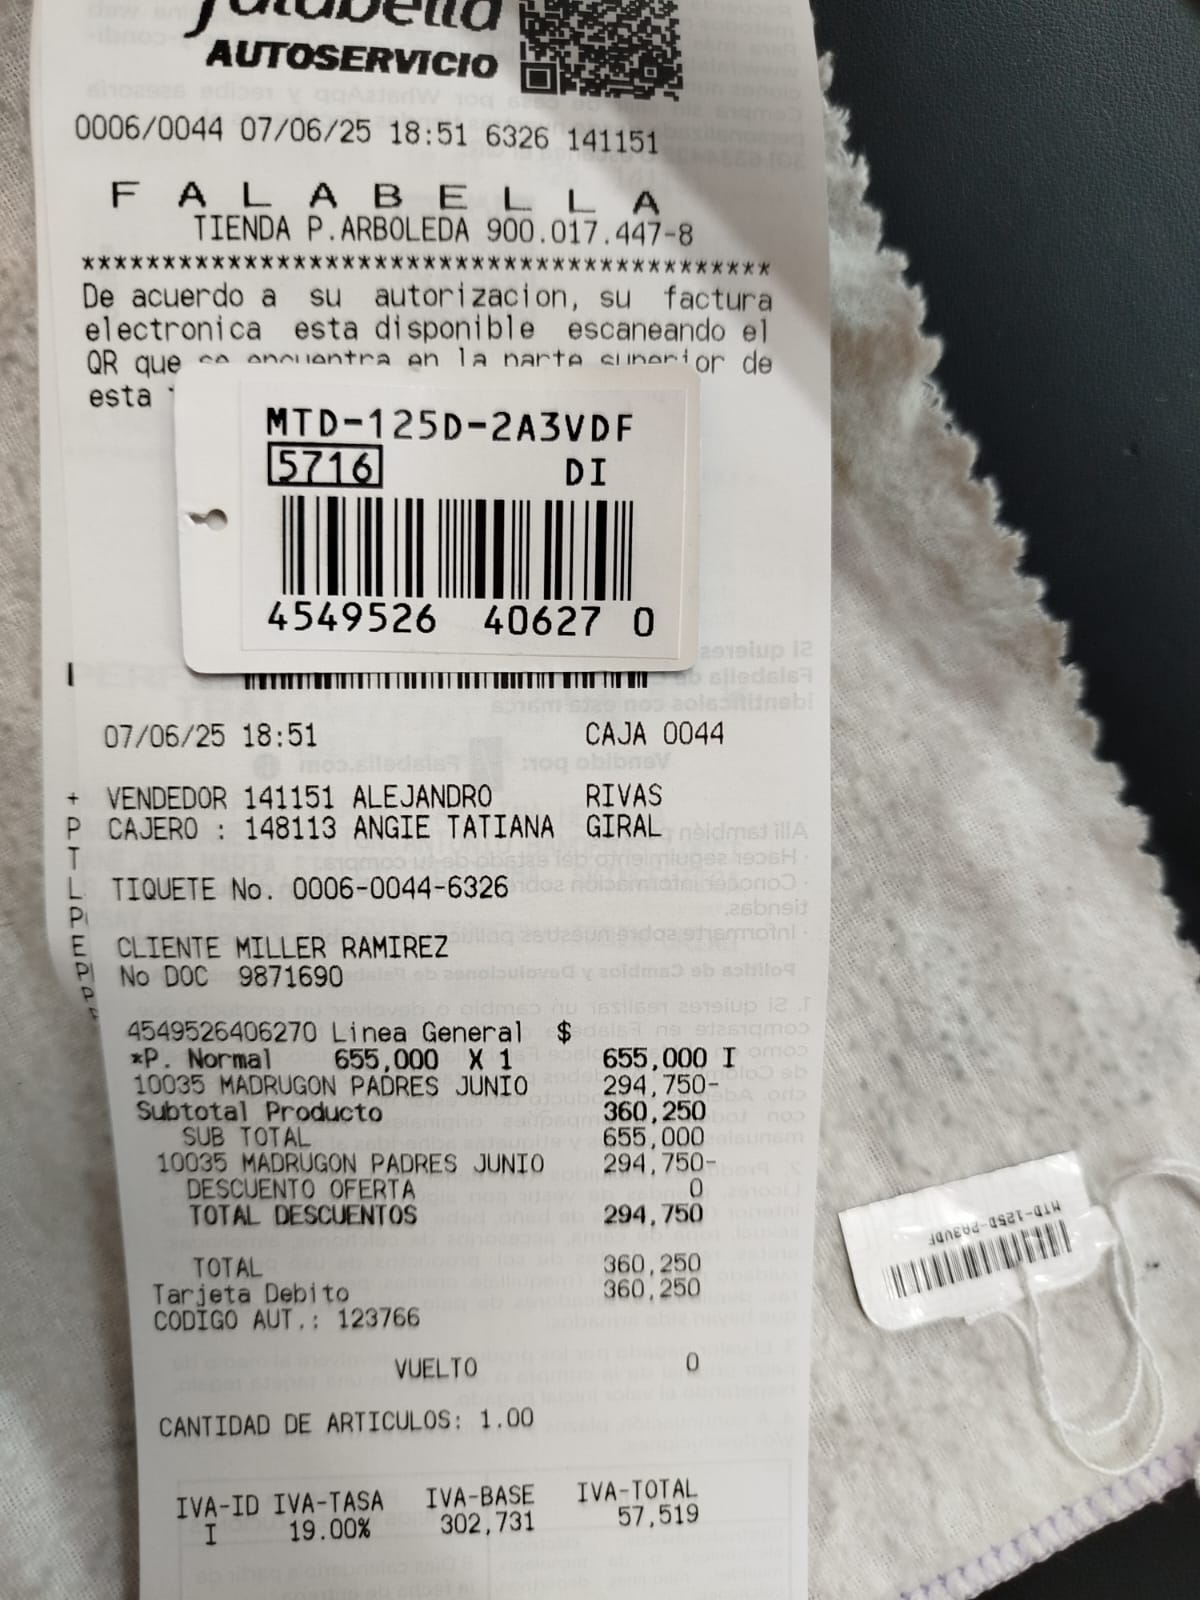 falabella
AUTOSERVICIO
0006/0044 07/06/25 18:51 6326 141151
F A L A B E L L A
TIENDA P.ARBOLEDA 900.017.447-8
******************************************
De acuerdo a su autorizacion, su factura
electronica esta disponible escaneando el
QR que se encuentra en la parte superior de
esta
MTD-125D-2A3VDF
5716 DI
4549526 40627 0
07/06/25 18:51 CAJA 0044
+ VENDEDOR 141151 ALEJANDRO RIVAS
P CAJERO : 148113 ANGIE TATIANA GIRAL
T
L TIQUETE No. 0006-0044-6326
P
E CLIENTE MILLER RAMIREZ
P No DOC 9871690
P
4549526406270 Linea General $
*P. Normal 655,000 X 1 655,000 I
10035 MADRUGON PADRES JUNIO 294,750-
Subtotal Producto 360,250
SUB TOTAL 655,000
10035 MADRUGON PADRES JUNIO 294,750-
DESCUENTO OFERTA 0
TOTAL DESCUENTOS 294,750
TOTAL 360,250
Tarjeta Debito 360,250
CODIGO AUT.: 123766
VUELTO 0
CANTIDAD DE ARTICULOS: 1.00
IVA-ID IVA-TASA IVA-BASE IVA-TOTAL
I 19.00% 302,731 57,519
MTD-125D-2A3VDF